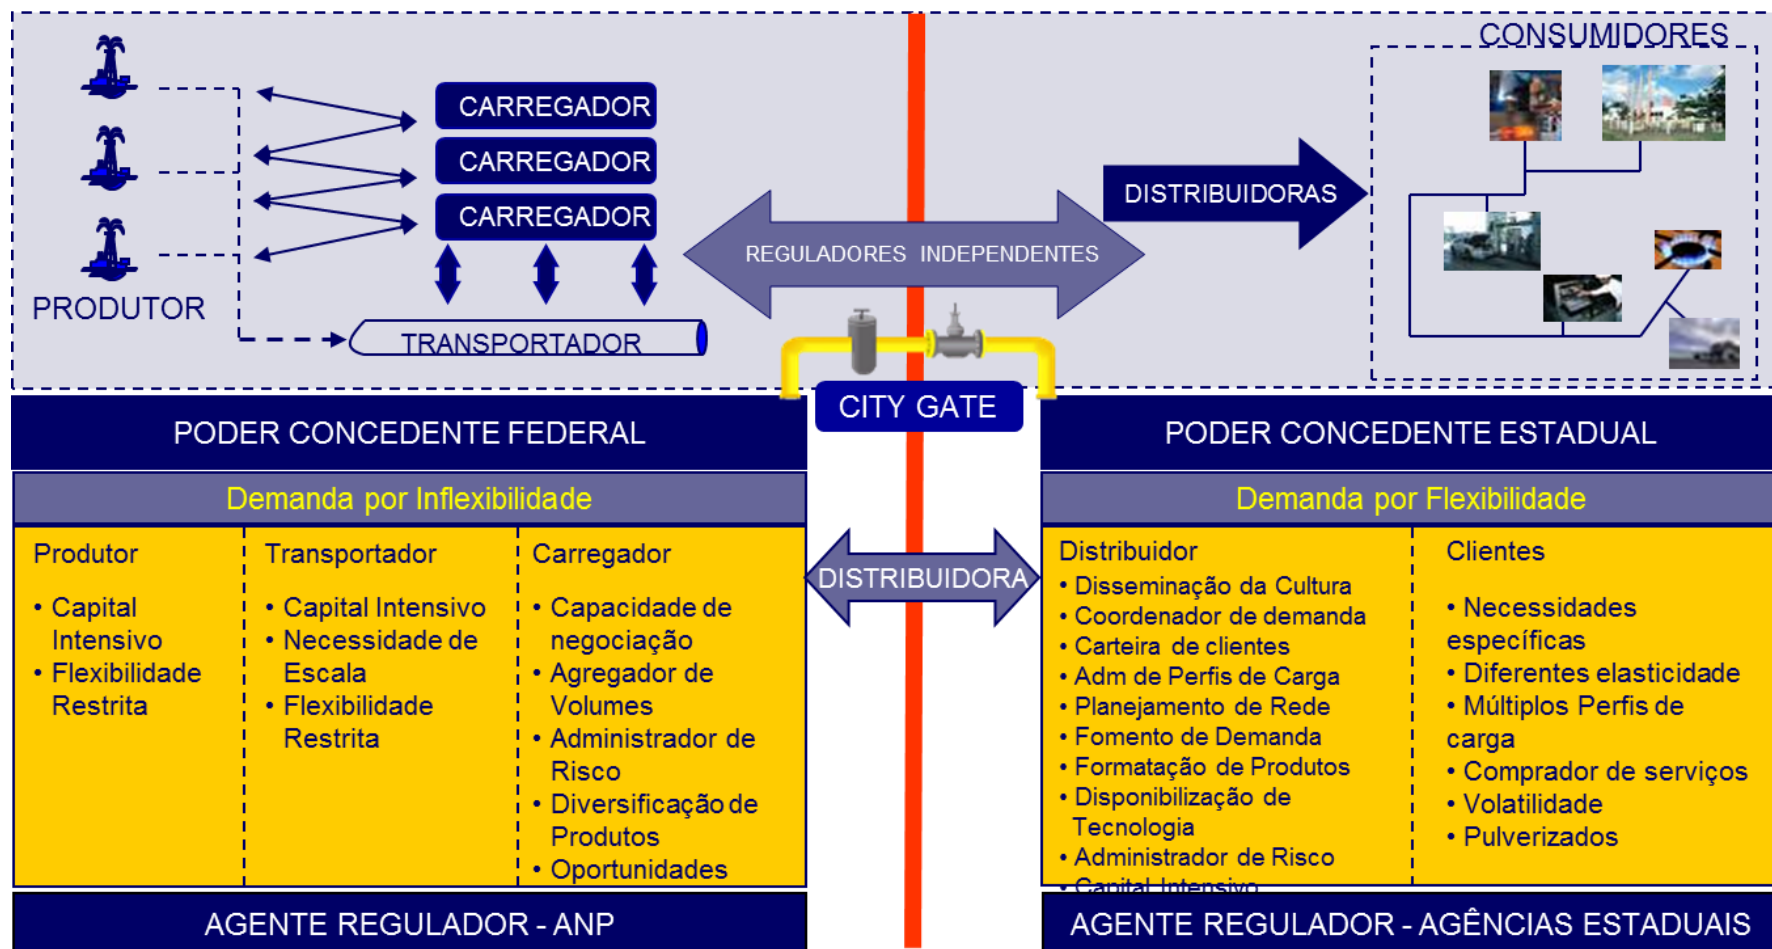 CONSUMIDORES
CARREGADOR
CARREGADOR
CARREGADOR
DISTRIBUIDORAS
REGULADORES INDEPENDENTES
PRODUTOR
TRANSPORTADOR
CITY GATE
PODER CONCEDENTE FEDERAL
PODER CONCEDENTE ESTADUAL
Demanda por Inflexibilidade
Demanda por Flexibilidade
Produtor
• Capital
Intensivo
• Flexibilidade
Restrita
Transportador
• Capital Intensivo
• Necessidade de
Escala
• Flexibilidade
Restrita
Carregador
• Capacidade de
negociação
• Agregador de
Volumes
• Administrador de
Risco
• Diversificação de
Produtos
• Oportunidades
DISTRIBUIDORA
Distribuidor
• Disseminação da Cultura
• Coordenador de demanda
• Carteira de clientes
• Adm de Perfis de Carga
• Planejamento de Rede
• Fomento de Demanda
• Formatação de Produtos
• Disponibilização de
Tecnologia
• Administrador de Risco
• Capital Intensivo
Clientes
• Necessidades
específicas
• Diferentes elasticidade
• Múltiplos Perfis de
carga
• Comprador de serviços
• Volatilidade
• Pulverizados
AGENTE REGULADOR - ANP
AGENTE REGULADOR - AGÊNCIAS ESTADUAIS